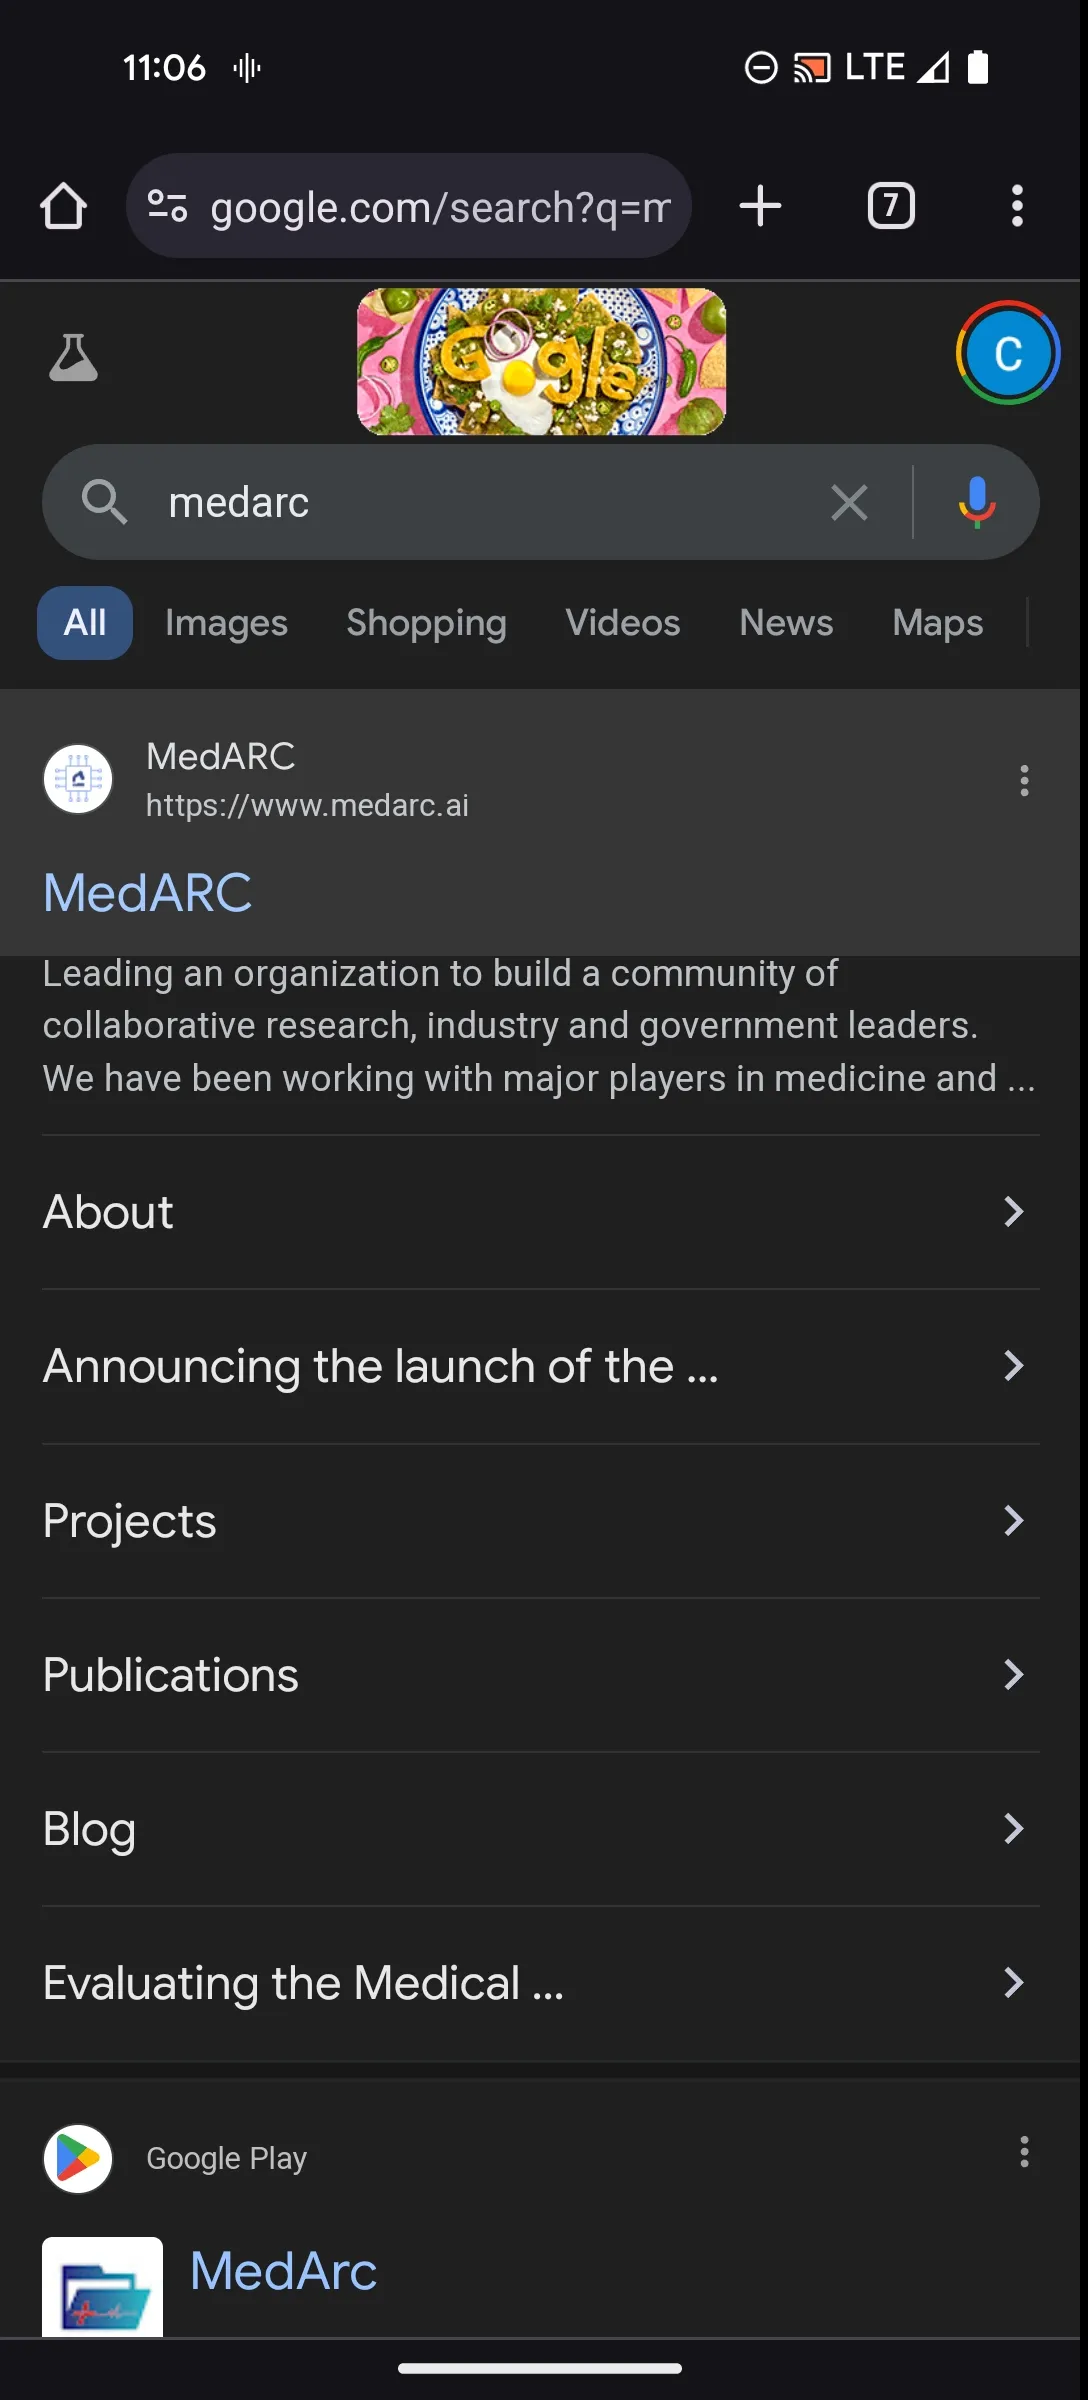 11:06 LTE
google.com/search?q=m 7
Google C
medarc
All Images Shopping Videos News Maps
MedARC
https://www.medarc.ai
MedARC
Leading an organization to build a community of
collaborative research, industry and government leaders.
We have been working with major players in medicine and ...
About
Announcing the launch of the ...
Projects
Publications
Blog
Evaluating the Medical ...
Google Play
MedArc